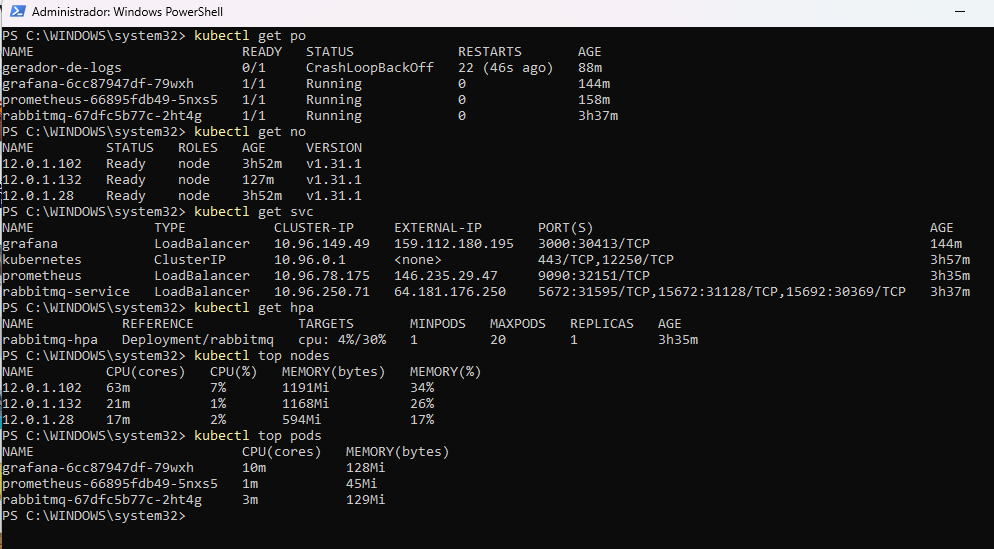 Administrador: Windows PowerShell
PS C:\WINDOWS\system32> kubectl get po
NAME READY STATUS RESTARTS AGE
gerador-de-logs 0/1 CrashLoopBackOff 22 (46s ago) 88m
grafana-6cc87947df-79wxh 1/1 Running 0 144m
prometheus-66895fdb49-5nxs5 1/1 Running 0 158m
rabbitmq-67dfc5b77c-2ht4g 1/1 Running 0 3h37m
PS C:\WINDOWS\system32> kubectl get no
NAME STATUS ROLES AGE VERSION
12.0.1.102 Ready node 3h52m v1.31.1
12.0.1.132 Ready node 127m v1.31.1
12.0.1.28 Ready node 3h52m v1.31.1
PS C:\WINDOWS\system32> kubectl get svc
NAME TYPE CLUSTER-IP EXTERNAL-IP PORT(S) AGE
grafana LoadBalancer 10.96.149.49 159.112.180.195 3000:30413/TCP 144m
kubernetes ClusterIP 10.96.0.1 <none> 443/TCP,12250/TCP 3h57m
prometheus LoadBalancer 10.96.78.175 146.235.29.47 9090:32151/TCP 3h35m
rabbitmq-service LoadBalancer 10.96.250.71 64.181.176.250 5672:31595/TCP,15672:31128/TCP,15692:30369/TCP 3h37m
PS C:\WINDOWS\system32> kubectl get hpa
NAME REFERENCE TARGETS MINPODS MAXPODS REPLICAS AGE
rabbitmq-hpa Deployment/rabbitmq cpu: 4%/30% 1 20 1 3h35m
PS C:\WINDOWS\system32> kubectl top nodes
NAME CPU(cores) CPU(%) MEMORY(bytes) MEMORY(%)
12.0.1.102 63m 7% 1191Mi 34%
12.0.1.132 21m 1% 1168Mi 26%
12.0.1.28 17m 2% 594Mi 17%
PS C:\WINDOWS\system32> kubectl top pods
NAME CPU(cores) MEMORY(bytes)
grafana-6cc87947df-79wxh 10m 128Mi
prometheus-66895fdb49-5nxs5 1m 45Mi
rabbitmq-67dfc5b77c-2ht4g 3m 129Mi
PS C:\WINDOWS\system32>